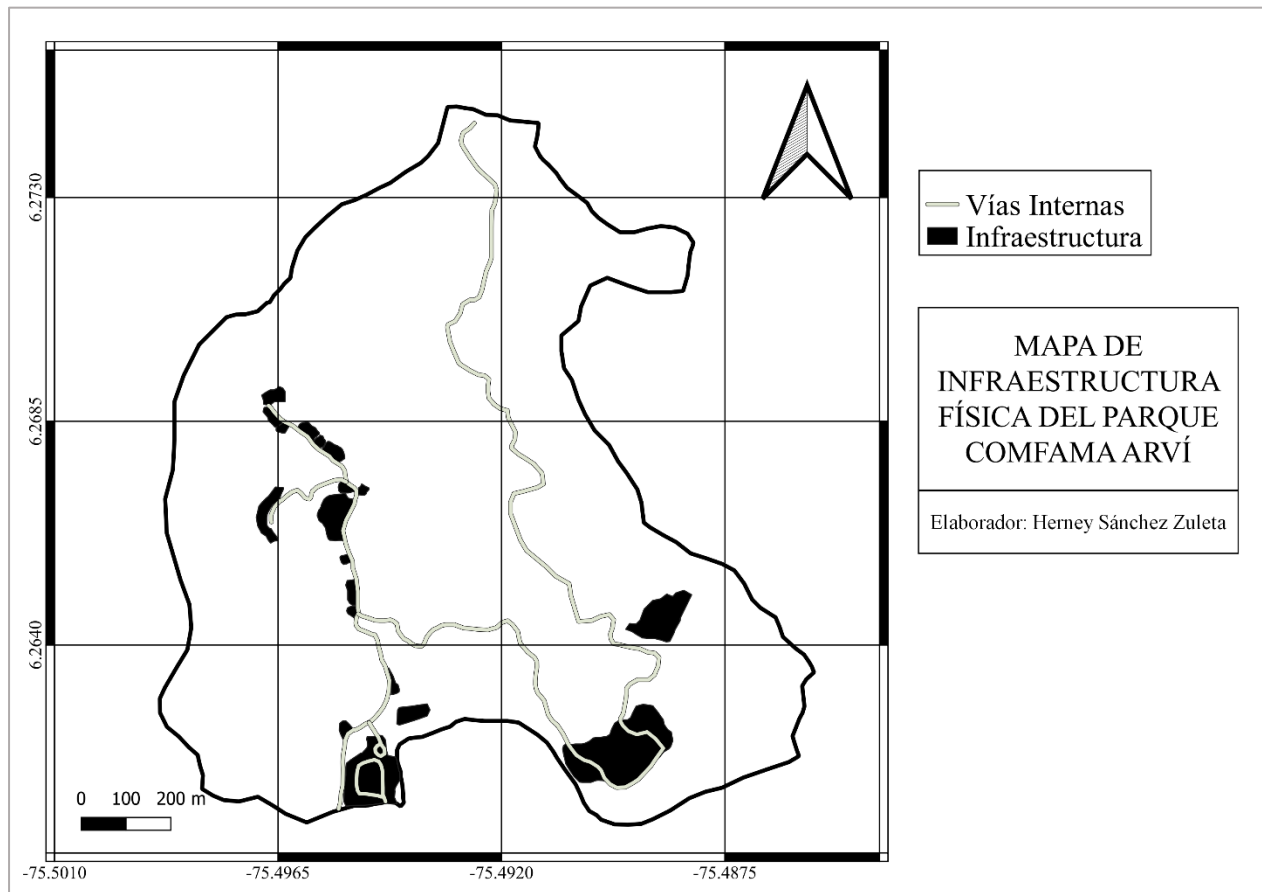 6.2730
6.2685
6.2640
0 100 200 m
-75.5010 -75.4965 -75.4920 -75.4875
Vías Internas
Infraestructura
MAPA DE
INFRAESTRUCTURA
FÍSICA DEL PARQUE
COMFAMA ARVÍ
Elaborador: Herney Sánchez Zuleta